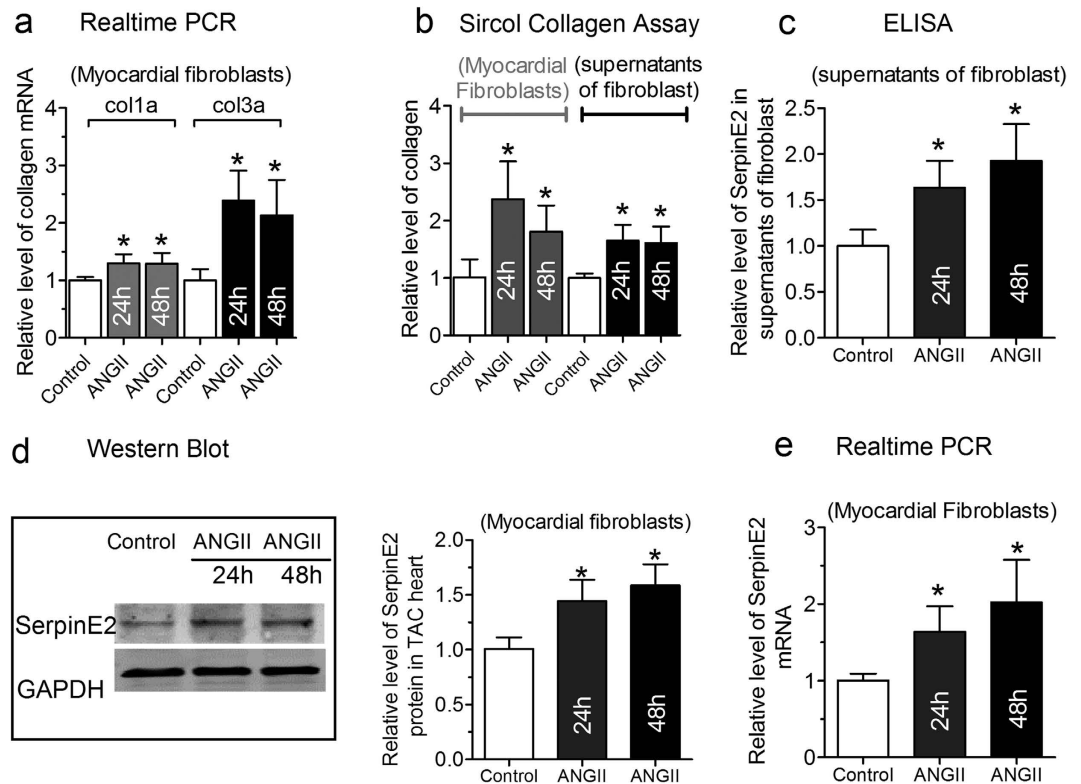 a Realtime PCR
(Myocardial fibroblasts)
col1a col3a
Relative level of collagen mRNA
4
3
2
1
0
24h
48h
24h
48h
Control
ANGII
ANGII
Control
ANGII
ANGII
*
*
*
*
b Sircol Collagen Assay
(Myocardial
Fibroblasts)
(supernatants
of fibroblast)
Relative level of collagen
4
3
2
1
0
*
*
*
*
24h
48h
24h
48h
Control
ANGII
ANGII
Control
ANGII
ANGII
c ELISA
(supernatants of fibroblast)
Relative level of SerpinE2 in
supernatants of fibroblast
2.5
2.0
1.5
1.0
0.5
0.0
*
*
24h
48h
Control ANGII ANGII
d Western Blot
Control ANGII ANGII
24h 48h
SerpinE2
GAPDH
(Myocardial fibroblasts)
Relative level of SerpinE2
protein in TAC heart
2.0
1.5
1.0
0.5
0.0
*
*
24h
48h
Control ANGII ANGII
e Realtime PCR
(Myocardial Fibroblasts)
Relative level of SerpinE2
mRNA
3
2
1
0
*
*
24h
48h
Control ANGII ANGII